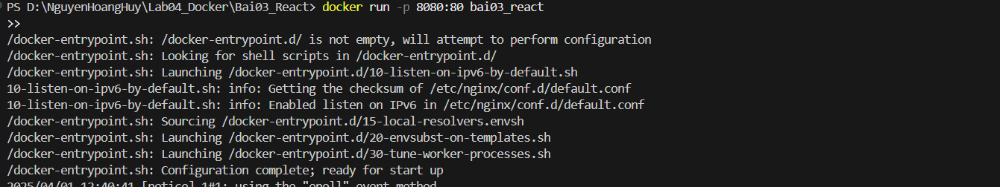 PS D:\NguyenHoangHuy\Lab04_Docker\Bai03_React> docker run -p 8080:80 bai03_react
>>
/docker-entrypoint.sh: /docker-entrypoint.d/ is not empty, will attempt to perform configuration
/docker-entrypoint.sh: Looking for shell scripts in /docker-entrypoint.d/
/docker-entrypoint.sh: Launching /docker-entrypoint.d/10-listen-on-ipv6-by-default.sh
10-listen-on-ipv6-by-default.sh: info: Getting the checksum of /etc/nginx/conf.d/default.conf
10-listen-on-ipv6-by-default.sh: info: Enabled listen on IPv6 in /etc/nginx/conf.d/default.conf
/docker-entrypoint.sh: Sourcing /docker-entrypoint.d/15-local-resolvers.envsh
/docker-entrypoint.sh: Launching /docker-entrypoint.d/20-envsubst-on-templates.sh
/docker-entrypoint.sh: Launching /docker-entrypoint.d/30-tune-worker-processes.sh
/docker-entrypoint.sh: Configuration complete; ready for start up
2025/04/01 12:40:41 [notice] 1#1: using the "epoll" event method